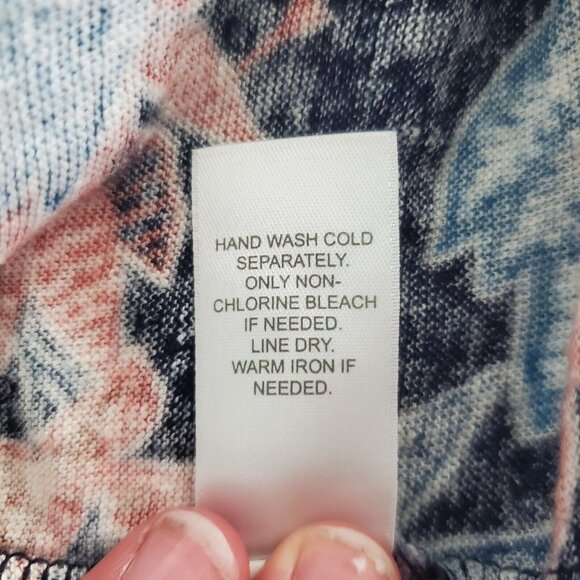 HAND WASH COLD
SEPARATELY.
ONLY NON-
CHLORINE BLEACH
IF NEEDED.
LINE DRY.
WARM IRON IF
NEEDED.